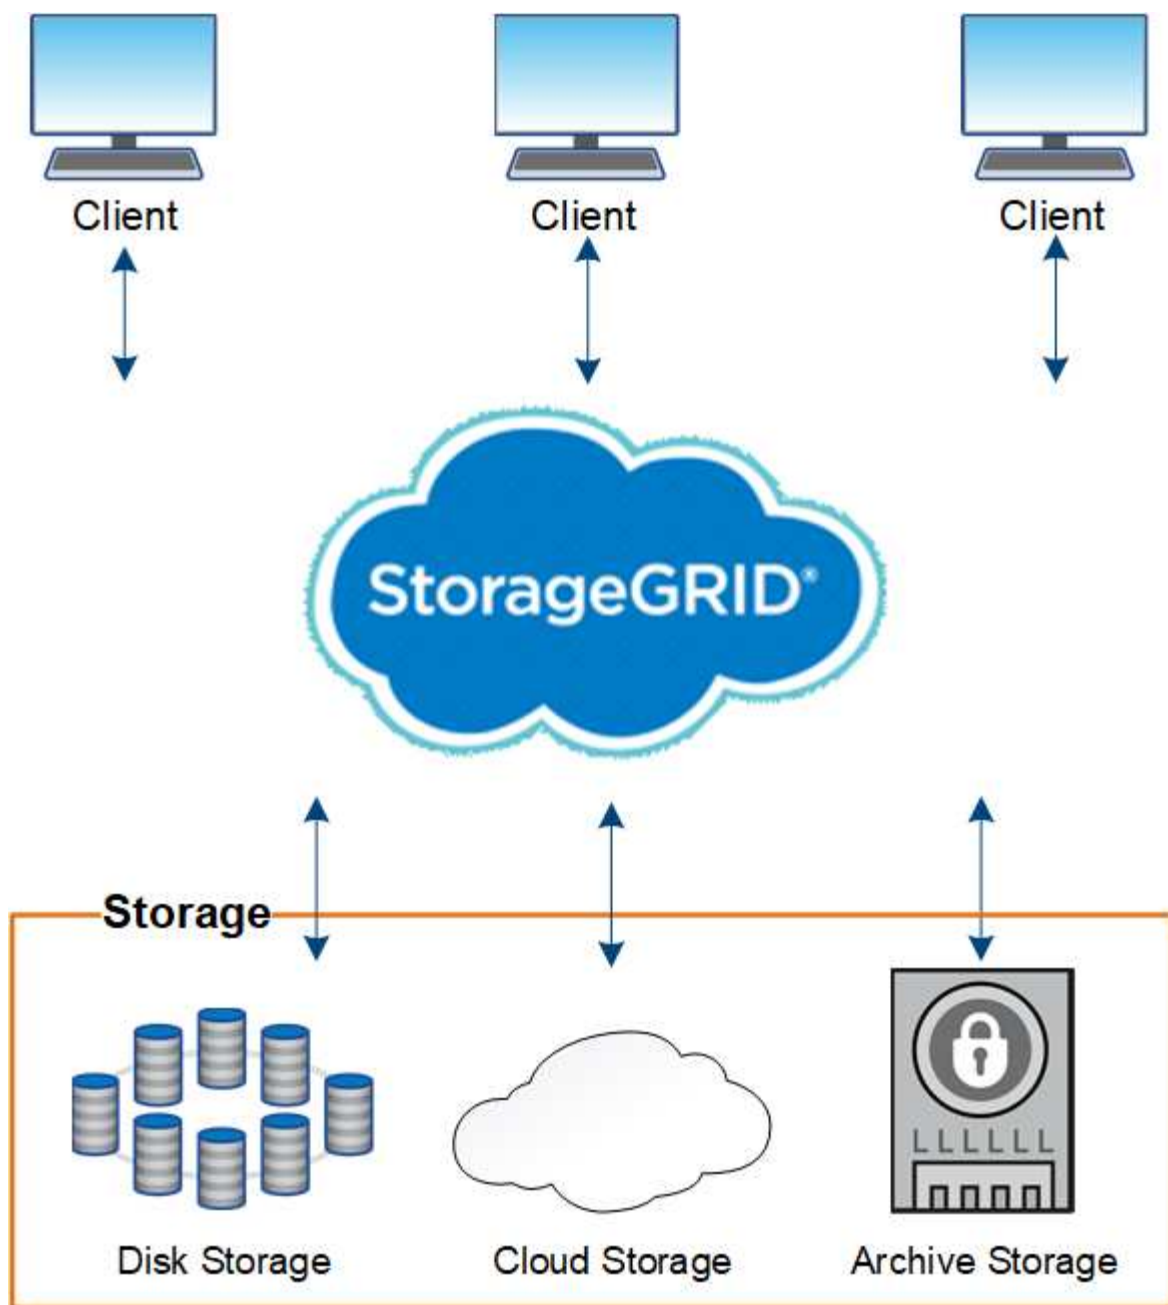 Client Client Client
StorageGRID®
Storage
L L L L L L
Disk Storage Cloud Storage Archive Storage